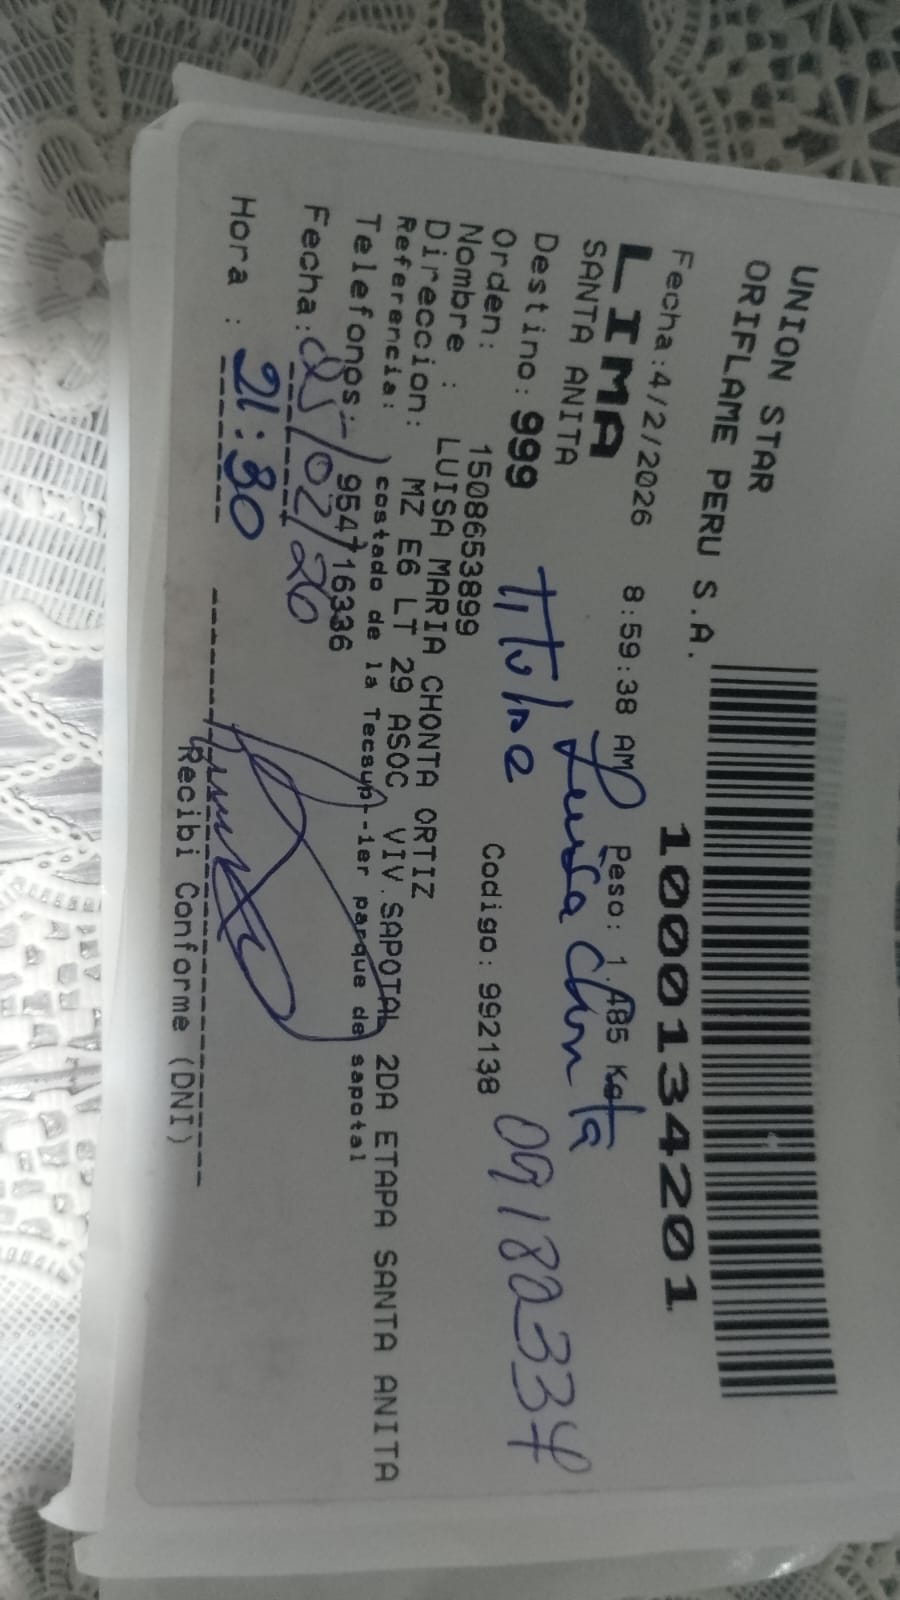 UNION STAR
ORIFLAME PERU S.A.
1000134201
Fecha:4/2/2026 8:59:38 AM Peso: 1.485 K
LIMA
SANTA ANITA
Luisa Chonta
Destino: 999 Titular 09180334
Orden: 1508653899 Codigo: 992138
Nombre : LUISA MARIA CHONTA ORTIZ
Direccion: MZ E6 LT 29 ASOC. VIV.SAPOTAL 2DA ETAPA SANTA ANITA
Referencia: costado de la Tecsup--1er parque de sapotal
Telefonos:-)954716336
Fecha: 05/02/26
Hora : 21:30
Recibi Conforme (DNI)